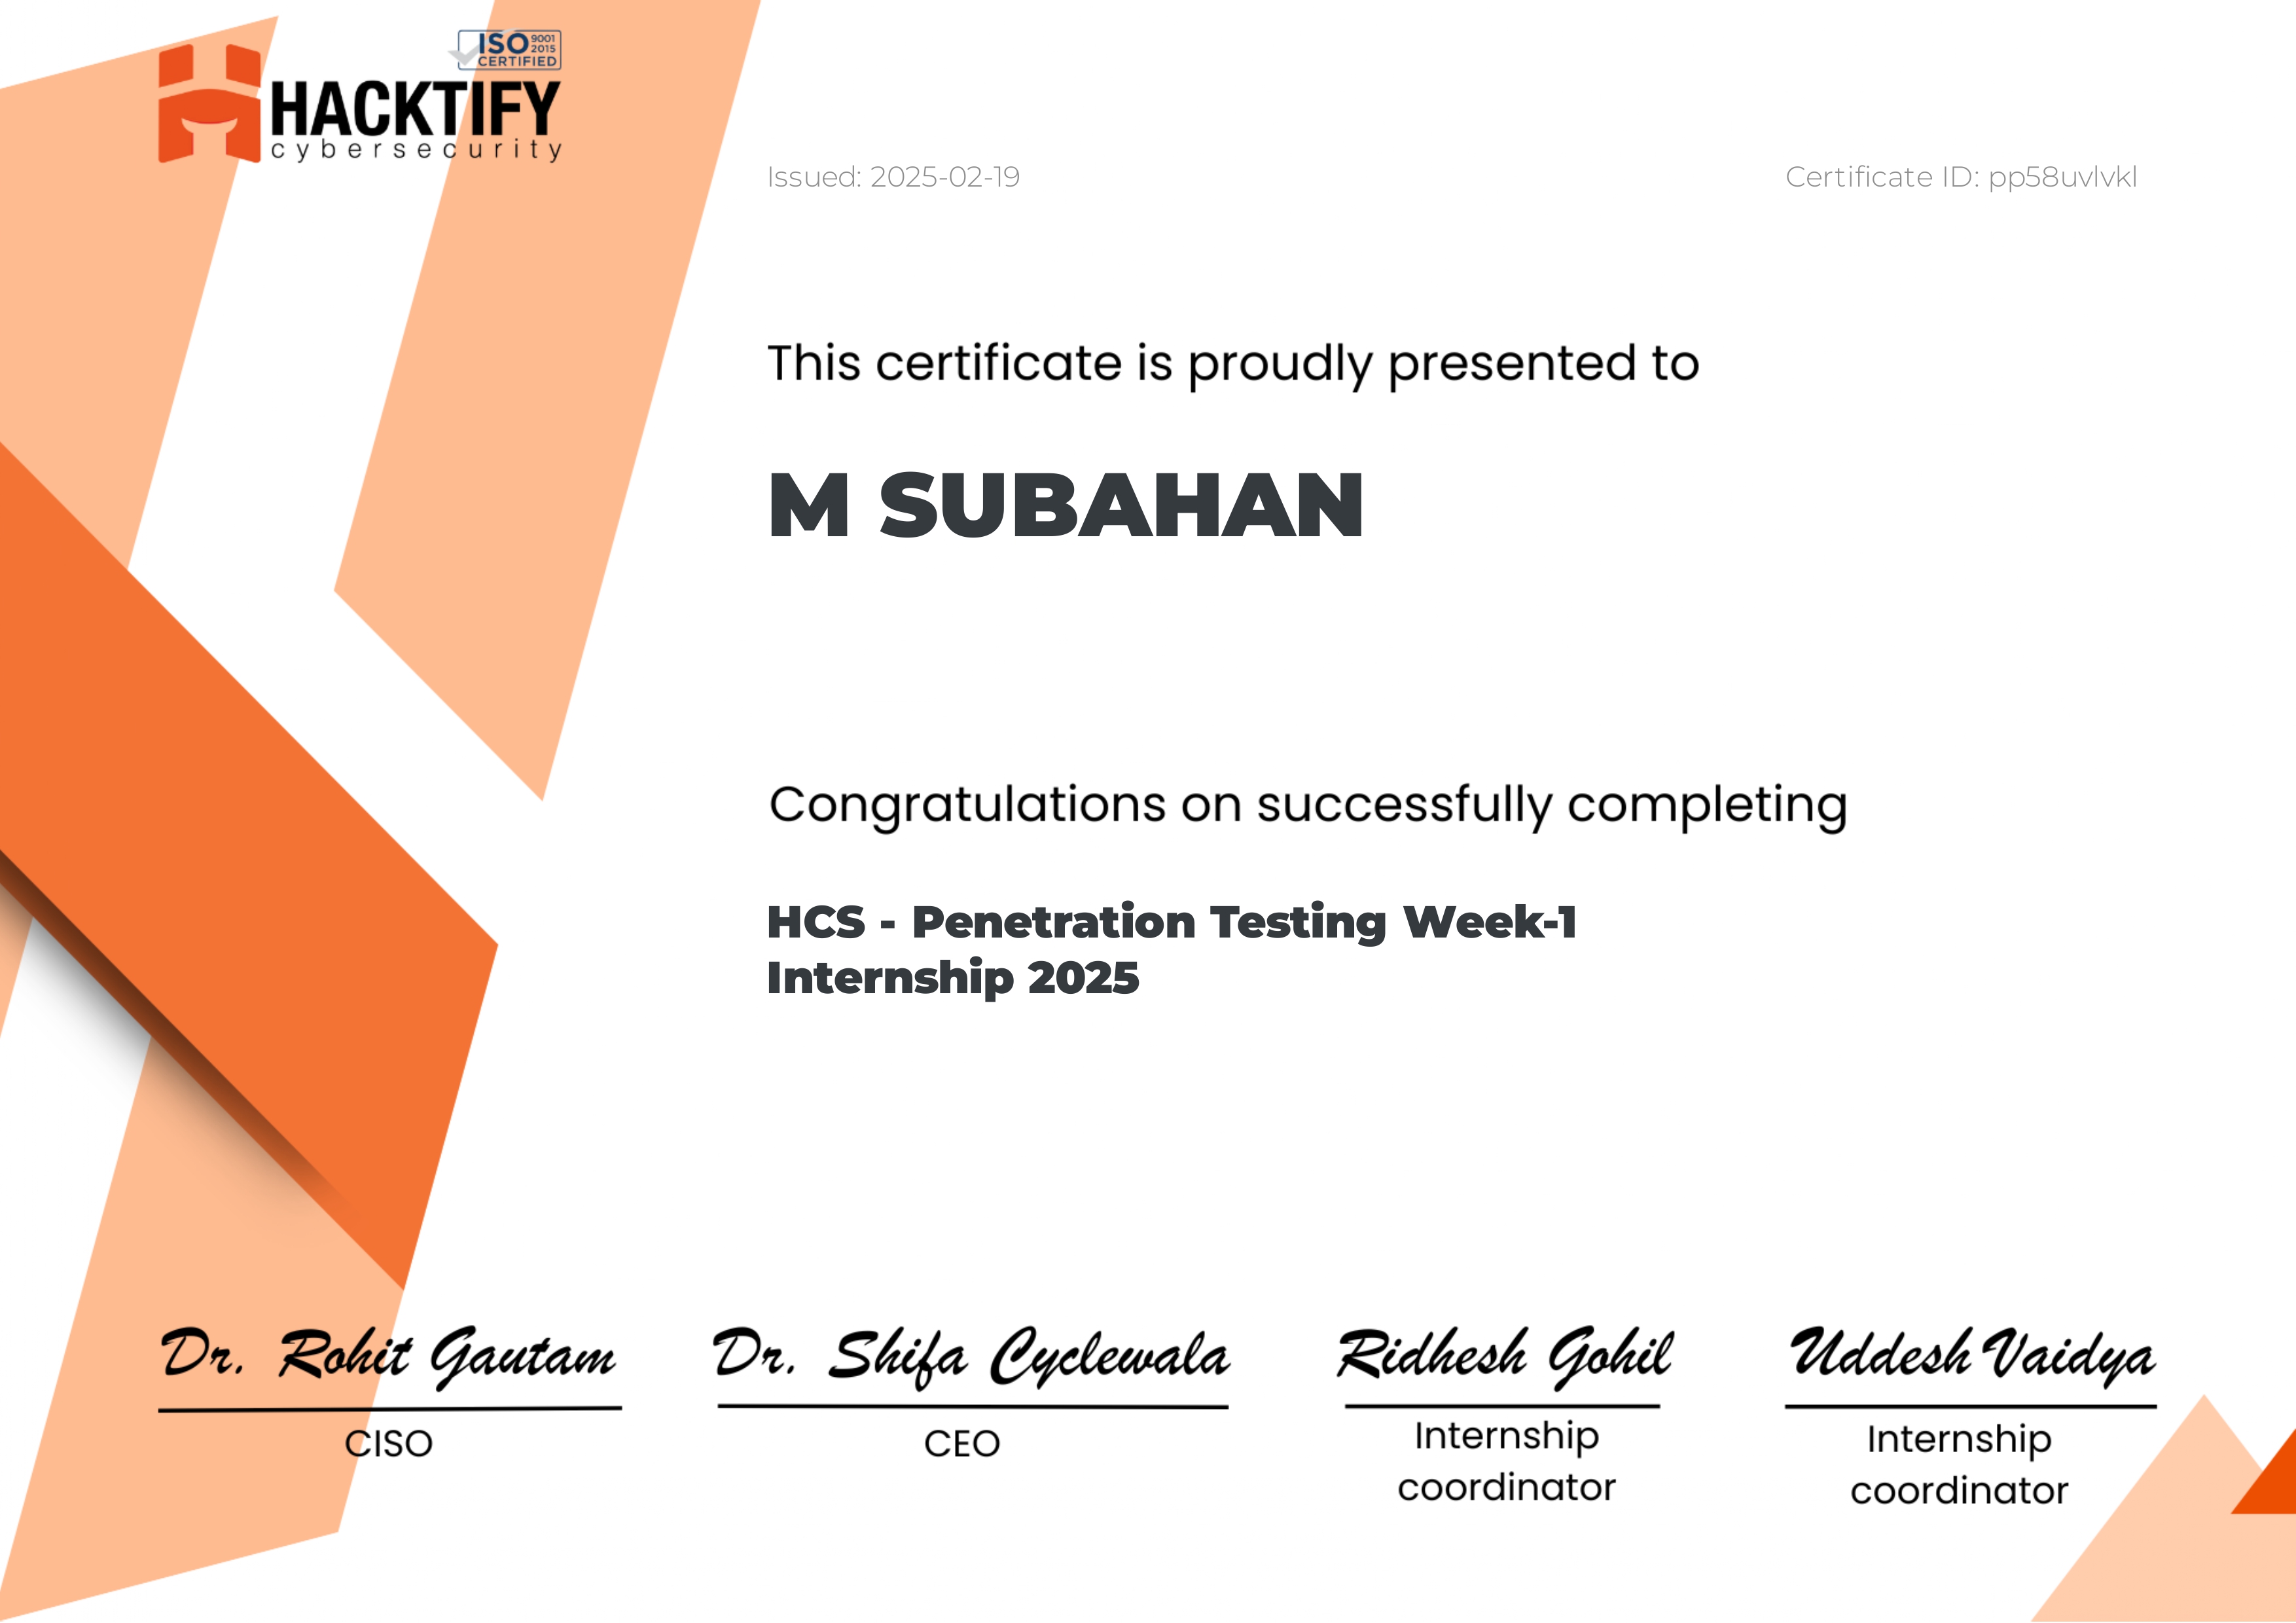 ISO 9001
2015
CERTIFIED
HACKTIFY
cybersecurity
Issued: 2025-02-19
Certificate ID: pp58uvlvkl
This certificate is proudly presented to
M SUBAHAN
Congratulations on successfully completing
HCS - Penetration Testing Week-1
Internship 2025
Dr. Rohit Gautam
CISO
Dr. Shifa Cyclewala
CEO
Ridhesh Gohil
Internship
coordinator
Uddesh Vaidya
Internship
coordinator